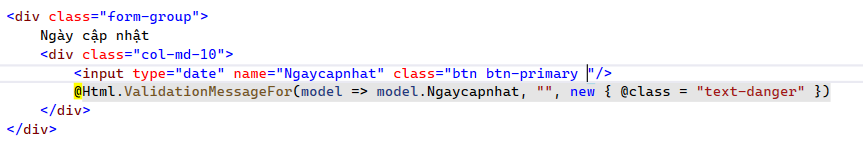 <div class="form-group">
Ngày cập nhật
<div class="col-md-10">
<input type="date" name="Ngaycapnhat" class="btn btn-primary "/>
@Html.ValidationMessageFor(model => model.Ngaycapnhat, "", new { @class = "text-danger" })
</div>
</div>